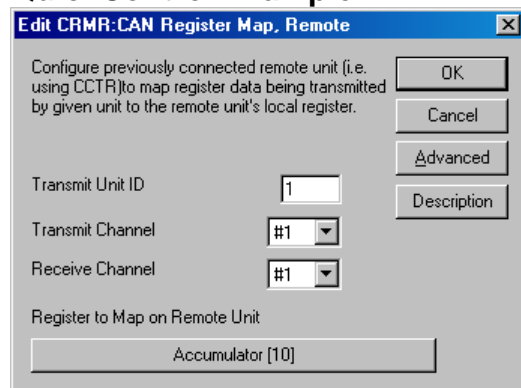 Edit CRMR:CAN Register Map, Remote
Configure previously connected remote unit (i.e.
using CCTR)to map register data being transmitted
by given unit to the remote unit's local register.
OK
Cancel
Advanced
Description
Transmit Unit ID
1
Transmit Channel
#1
Receive Channel
#1
Register to Map on Remote Unit
Accumulator [10]